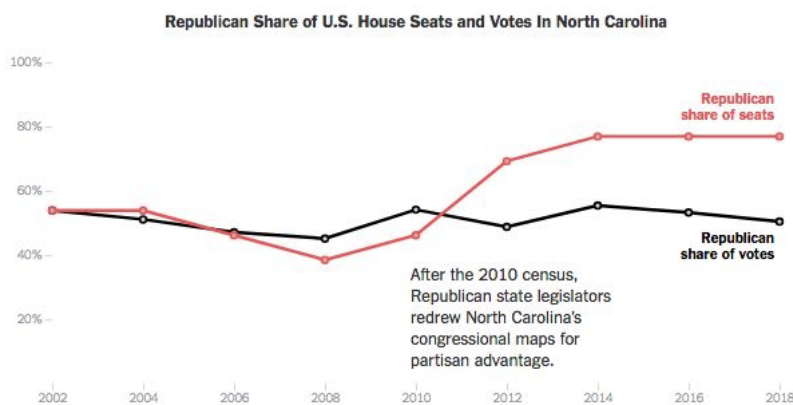 Republican Share of U.S. House Seats and Votes In North Carolina
100%
80%
60%
40%
20%
Republican
share of seats
Republican
share of votes
After the 2010 census,
Republican state legislators
redrew North Carolina's
congressional maps for
partisan advantage.
2002 2004 2006 2008 2010 2012 2014 2016 2018